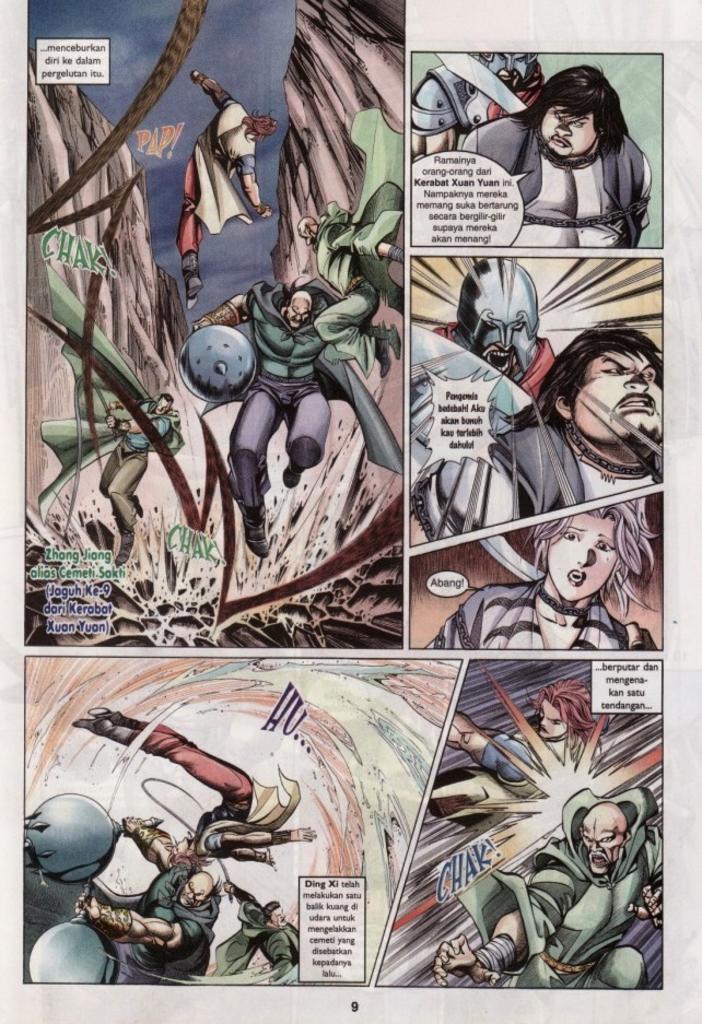 ...menceburkan
diri ke dalam
pergelutan itu.
PAP!
CHAK!
CHAK!
Zhang Jiang
alias Cemeti Sakti
(Jaguh Ke-9
dari Kerabat
Xuan Yuan)
Ramainya
orang-orang dari
Kerabat Xuan Yuan ini.
Nampaknya mereka
memang suka bertarung
secara bergilir-gilir
supaya mereka
akan menang!
Pengemis
bedebah! Aku
akan bunuh
kau terlebih
dahulu!
Abang!
HU...
Ding Xi telah
melakukan satu
balik kuang di
udara untuk
mengelakkan
cemeti yang
disebatkan
kepadanya
lalu...
...berputar dan
mengena-
kan satu
tendangan...
CHAK!
9